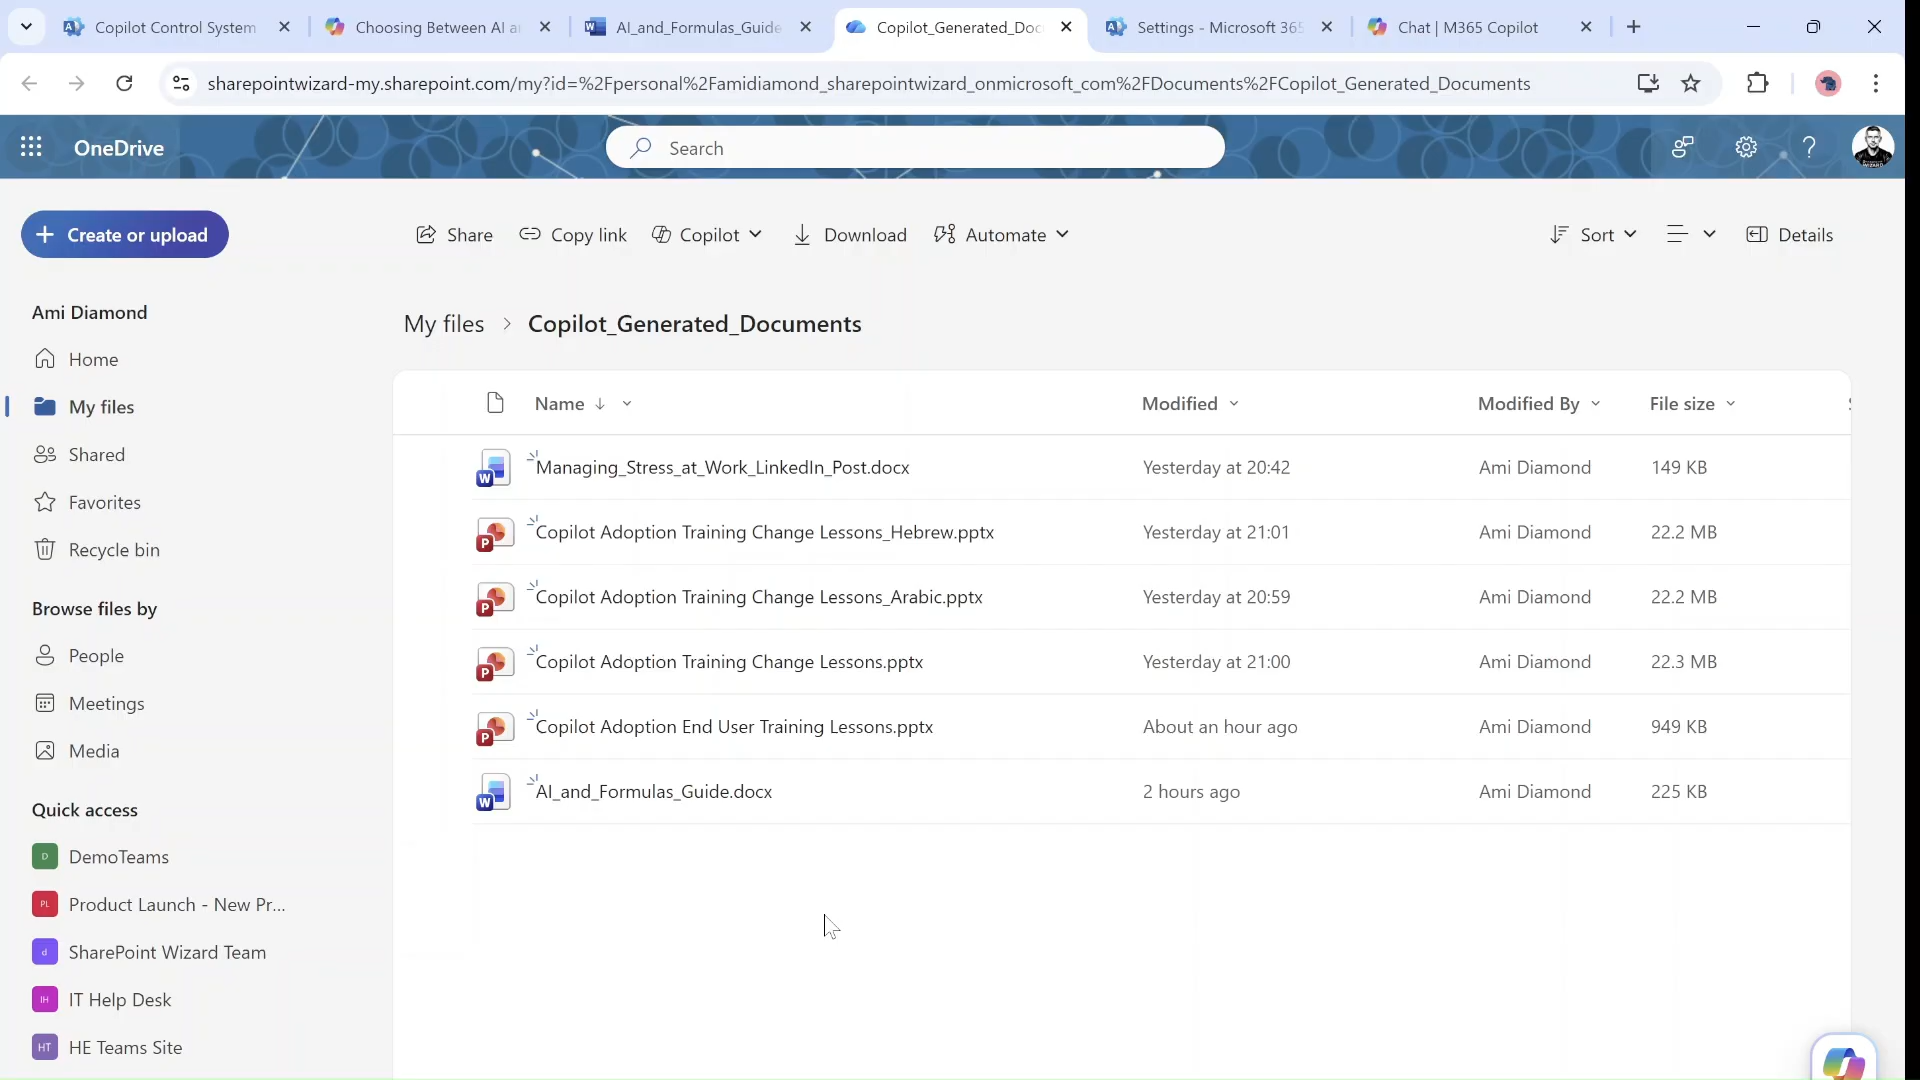 Copilot Control System
Choosing Between AI a
AI_and_Formulas_Guide
Copilot_Generated_Doc
Settings - Microsoft 365
Chat | M365 Copilot
sharepointwizard-my.sharepoint.com/my?id=%2Fpersonal%2Famidiamond_sharepointwizard_onmicrosoft_com%2FDocuments%2FCopilot_Generated_Documents
OneDrive
Search
Create or upload
Share
Copy link
Copilot
Download
Automate
Sort
Details
Ami Diamond
Home
My files
Shared
Favorites
Recycle bin
Browse files by
People
Meetings
Media
Quick access
D DemoTeams
PL Product Launch - New Pr...
d SharePoint Wizard Team
IH IT Help Desk
HT HE Teams Site
My files > Copilot_Generated_Documents
Name Modified Modified By File size
Managing_Stress_at_Work_LinkedIn_Post.docx Yesterday at 20:42 Ami Diamond 149 KB
Copilot Adoption Training Change Lessons_Hebrew.pptx Yesterday at 21:01 Ami Diamond 22.2 MB
Copilot Adoption Training Change Lessons_Arabic.pptx Yesterday at 20:59 Ami Diamond 22.2 MB
Copilot Adoption Training Change Lessons.pptx Yesterday at 21:00 Ami Diamond 22.3 MB
Copilot Adoption End User Training Lessons.pptx About an hour ago Ami Diamond 949 KB
AI_and_Formulas_Guide.docx 2 hours ago Ami Diamond 225 KB